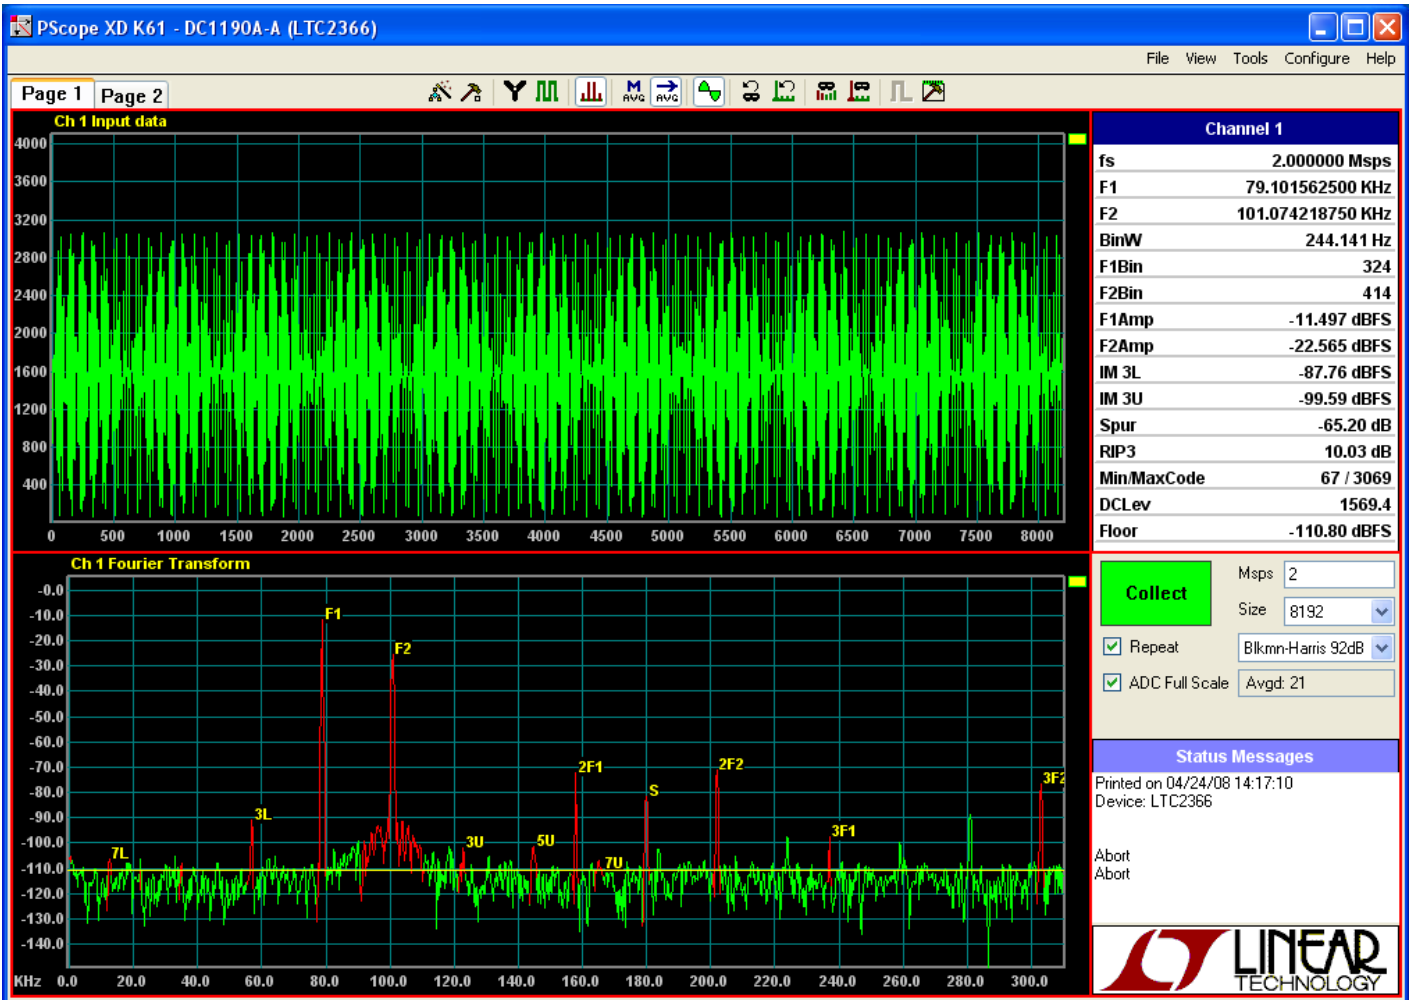 PScope XD K61 - DC1190A-A (LTC2366)
File View Tools Configure Help
Page 1 Page 2
M AVG AVG
Ch 1 Input data
4000
3600
3200
2800
2400
2000
1600
1200
800
400
0 500 1000 1500 2000 2500 3000 3500 4000 4500 5000 5500 6000 6500 7000 7500 8000
Channel 1
fs 2.000000 Msps
F1 79.101562500 KHz
F2 101.074218750 KHz
BinW 244.141 Hz
F1Bin 324
F2Bin 414
F1Amp -11.497 dBFS
F2Amp -22.565 dBFS
IM 3L -87.76 dBFS
IM 3U -99.59 dBFS
Spur -65.20 dB
RIP3 10.03 dB
Min/MaxCode 67 / 3069
DCLev 1569.4
Floor -110.80 dBFS
Ch 1 Fourier Transform
-0.0
-10.0
-20.0
-30.0
-40.0
-50.0
-60.0
-70.0
-80.0
-90.0
-100.0
-110.0
-120.0
-130.0
-140.0
F1
F2
2F1
2F2
S
3F2
3L
3F1
3U
5U
7L
7U
KHz 0.0 20.0 40.0 60.0 80.0 100.0 120.0 140.0 160.0 180.0 200.0 220.0 240.0 260.0 280.0 300.0
Collect
Msps 2
Size 8192
Repeat Blkmn-Harris 92dB
ADC Full Scale Avgd: 21
Status Messages
Printed on 04/24/08 14:17:10
Device: LTC2366
Abort
Abort
LINEAR
TECHNOLOGY